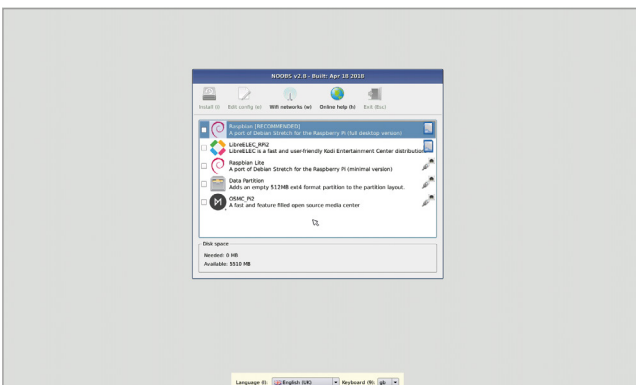 NOOBS v2.8 - Built: Apr 18 2018
Install (i) Edit config (e) Wifi networks (w) Online help (h) Exit (Esc)
Raspbian [RECOMMENDED]
A port of Debian Stretch for the Raspberry Pi (full desktop version)
LibreELEC_RPi2
LibreELEC is a fast and user-friendly Kodi Entertainment Center distribution
Raspbian Lite
A port of Debian Stretch for the Raspberry Pi (minimal version)
Data Partition
Adds an empty 512MB ext4 format partition to the partition layout.
OSMC_Pi2
A fast and feature filled open source media center
Disk space
Needed: 0 MB
Available: 5510 MB
Language (l): English (UK) Keyboard (9): gb